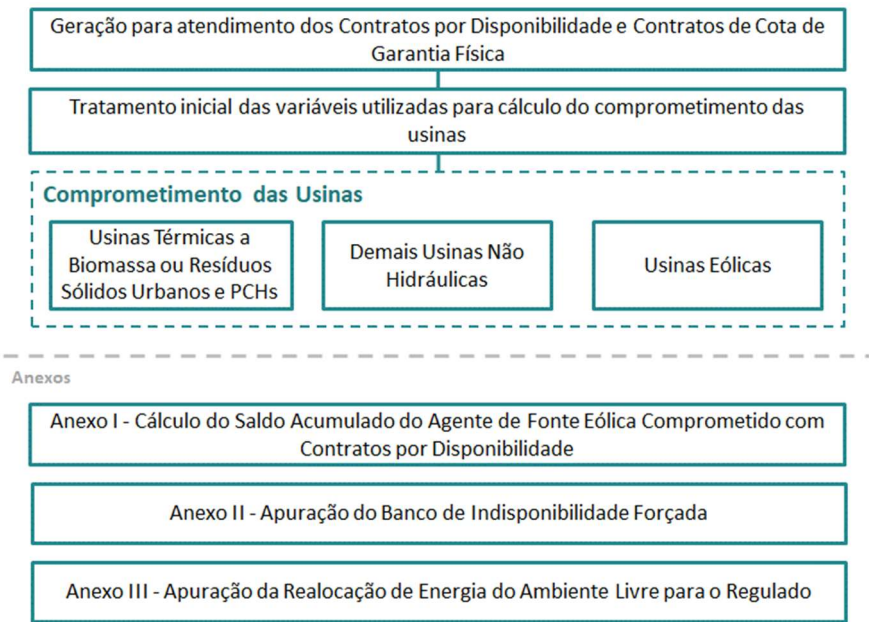 Geração para atendimento dos Contratos por Disponibilidade e Contratos de Cota de
Garantia Física
Tratamento inicial das variáveis utilizadas para cálculo do comprometimento das
usinas
Comprometimento das Usinas
Usinas Térmicas a
Biomassa ou Resíduos
Sólidos Urbanos e PCHs
Demais Usinas Não
Hidráulicas
Usinas Eólicas
Anexos
Anexo I - Cálculo do Saldo Acumulado do Agente de Fonte Eólica Comprometido com
Contratos por Disponibilidade
Anexo II - Apuração do Banco de Indisponibilidade Forçada
Anexo III - Apuração da Realocação de Energia do Ambiente Livre para o Regulado